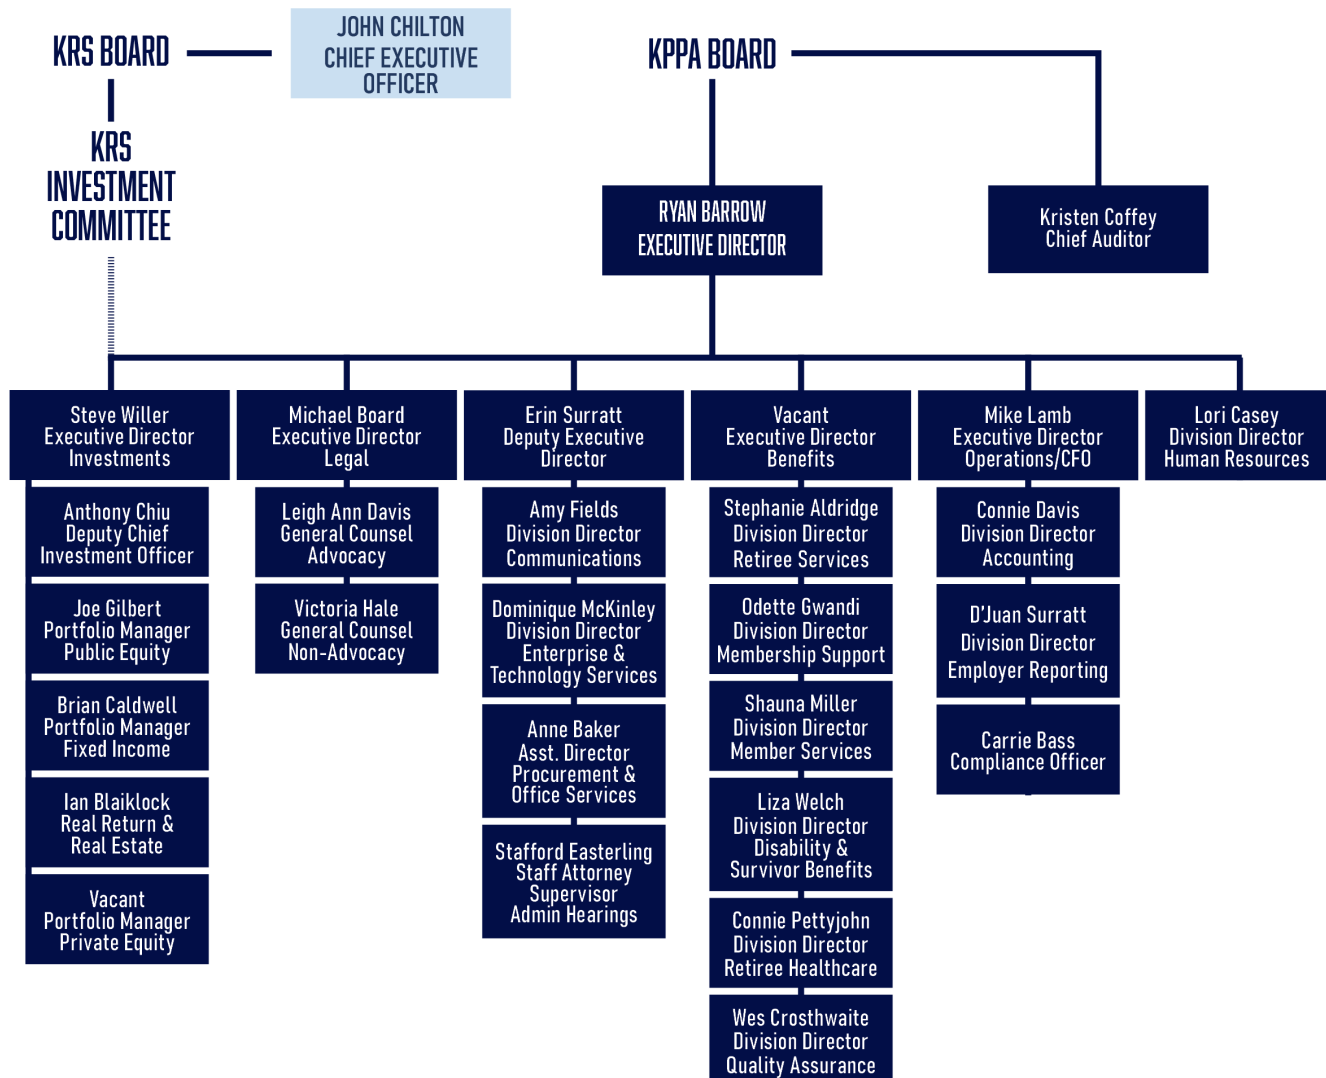 KRS BOARD
JOHN CHILTON
CHIEF EXECUTIVE
OFFICER
KRS
INVESTMENT
COMMITTEE
KPPA BOARD
RYAN BARROW
EXECUTIVE DIRECTOR
Kristen Coffey
Chief Auditor
Steve Willer
Executive Director
Investments
Anthony Chiu
Deputy Chief
Investment Officer
Joe Gilbert
Portfolio Manager
Public Equity
Brian Caldwell
Portfolio Manager
Fixed Income
Ian Blaiklock
Real Return &
Real Estate
Vacant
Portfolio Manager
Private Equity
Michael Board
Executive Director
Legal
Leigh Ann Davis
General Counsel
Advocacy
Victoria Hale
General Counsel
Non-Advocacy
Erin Surratt
Deputy Executive
Director
Amy Fields
Division Director
Communications
Dominique McKinley
Division Director
Enterprise &
Technology Services
Anne Baker
Asst. Director
Procurement &
Office Services
Stafford Easterling
Staff Attorney
Supervisor
Admin Hearings
Vacant
Executive Director
Benefits
Stephanie Aldridge
Division Director
Retiree Services
Odette Gwandi
Division Director
Membership Support
Shauna Miller
Division Director
Member Services
Liza Welch
Division Director
Disability &
Survivor Benefits
Connie Pettyjohn
Division Director
Retiree Healthcare
Wes Crosthwaite
Division Director
Quality Assurance
Mike Lamb
Executive Director
Operations/CFO
Connie Davis
Division Director
Accounting
D’Juan Surratt
Division Director
Employer Reporting
Carrie Bass
Compliance Officer
Lori Casey
Division Director
Human Resources